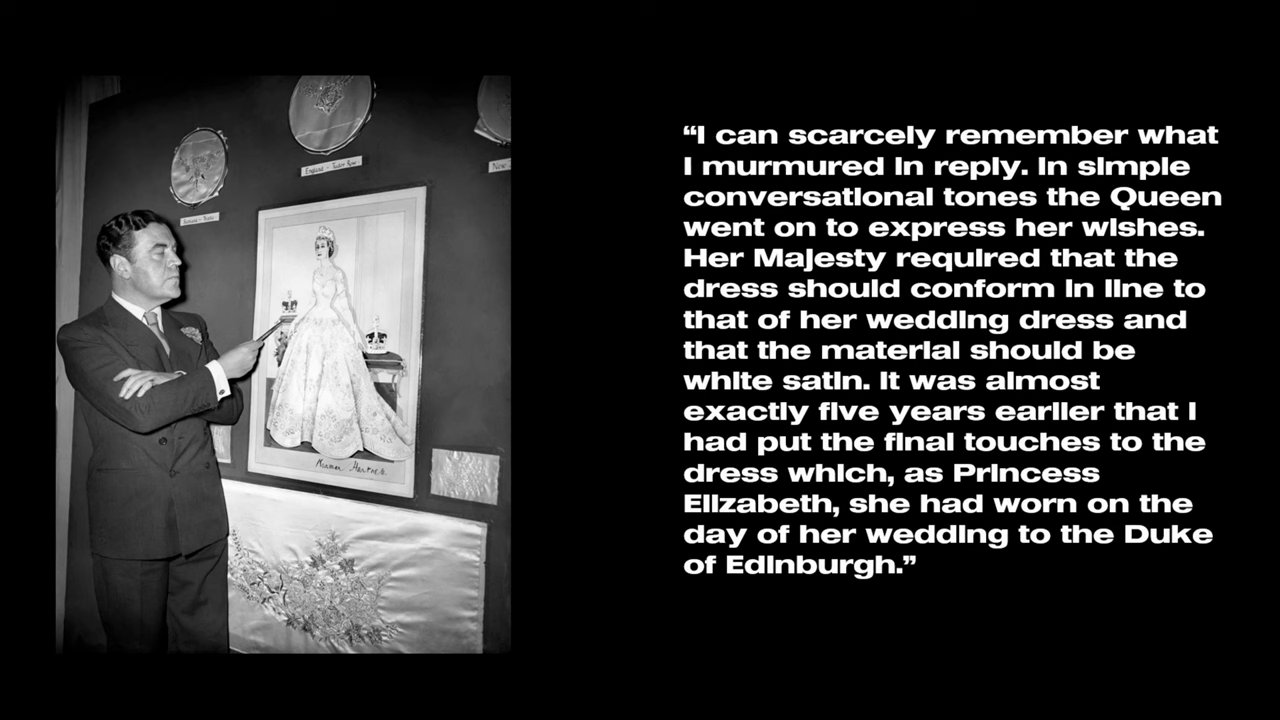 England - Tudor Rose
“I can scarcely remember what
I murmured in reply. In simple
conversational tones the Queen
went on to express her wishes.
Her Majesty required that the
dress should conform in line to
that of her wedding dress and
that the material should be
white satin. It was almost
exactly five years earlier that I
had put the final touches to the
dress which, as Princess
Elizabeth, she had worn on the
day of her wedding to the Duke
of Edinburgh.”